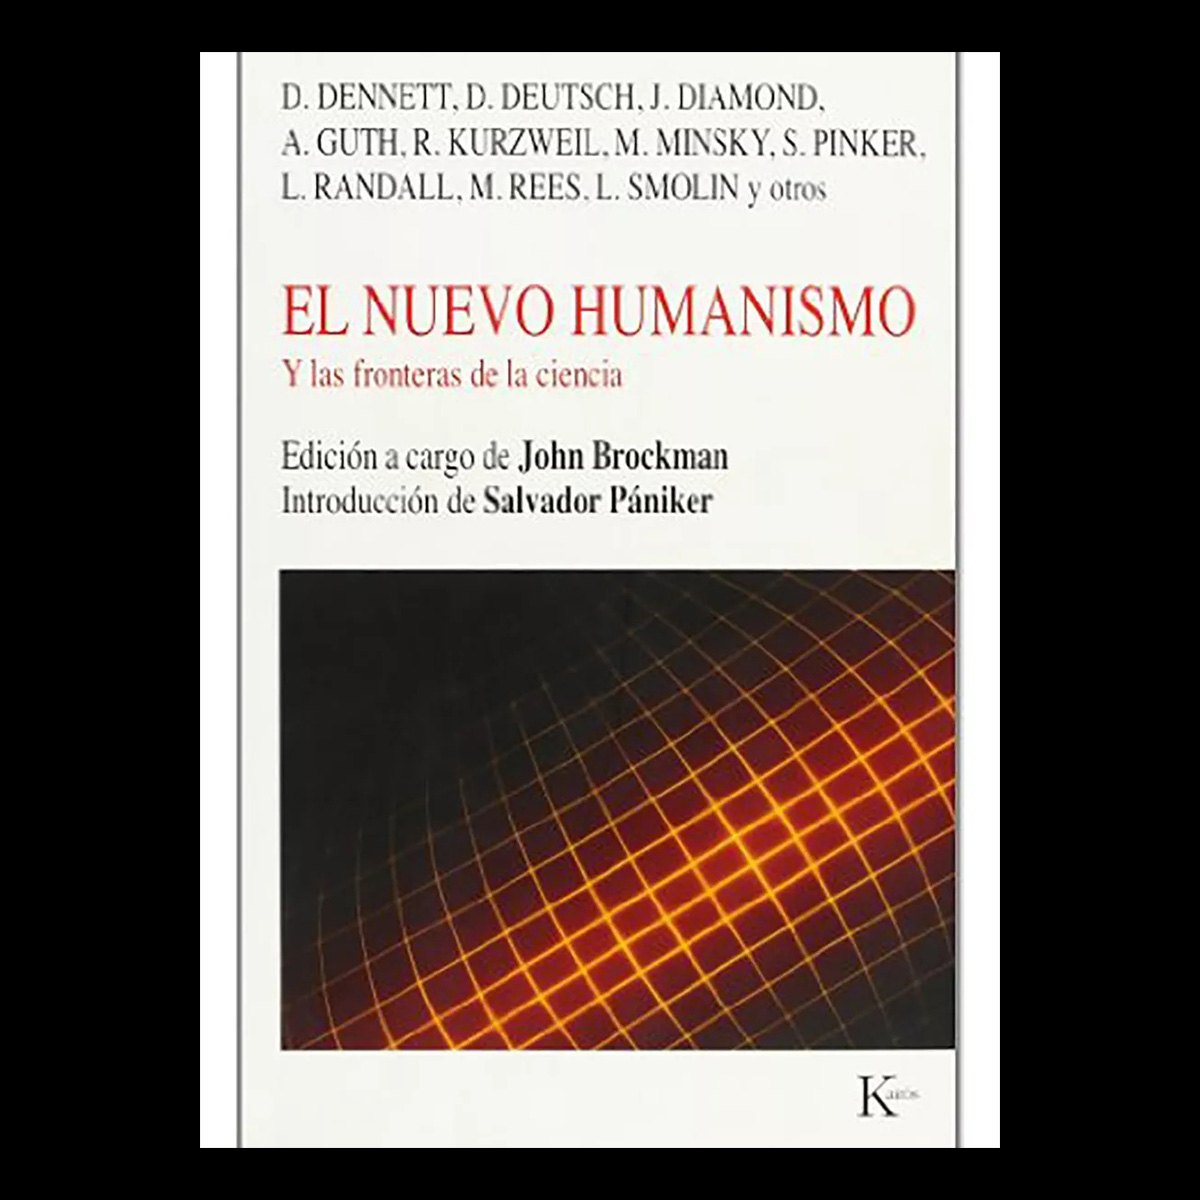 D. DENNETT, D. DEUTSCH, J. DIAMOND,
A. GUTH, R. KURZWEIL, M. MINSKY, S. PINKER,
L. RANDALL, M. REES, L. SMOLIN y otros
EL NUEVO HUMANISMO
Y las fronteras de la ciencia
Edición a cargo de John Brockman
Introducción de Salvador Pániker
Kairós